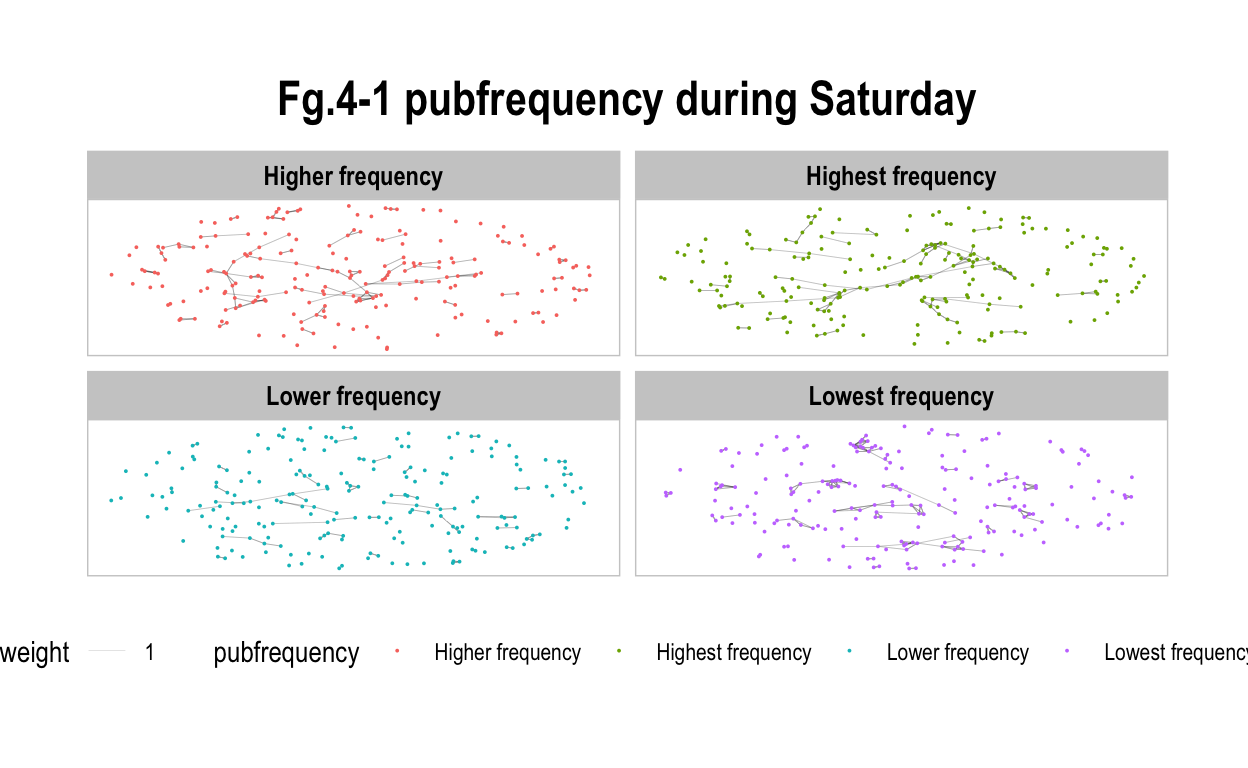 Fg.4-1 pubfrequency during Saturday
Higher frequency
Highest frequency
Lower frequency
Lowest frequency
weight 1 pubfrequency Higher frequency Highest frequency Lower frequency Lowest frequency